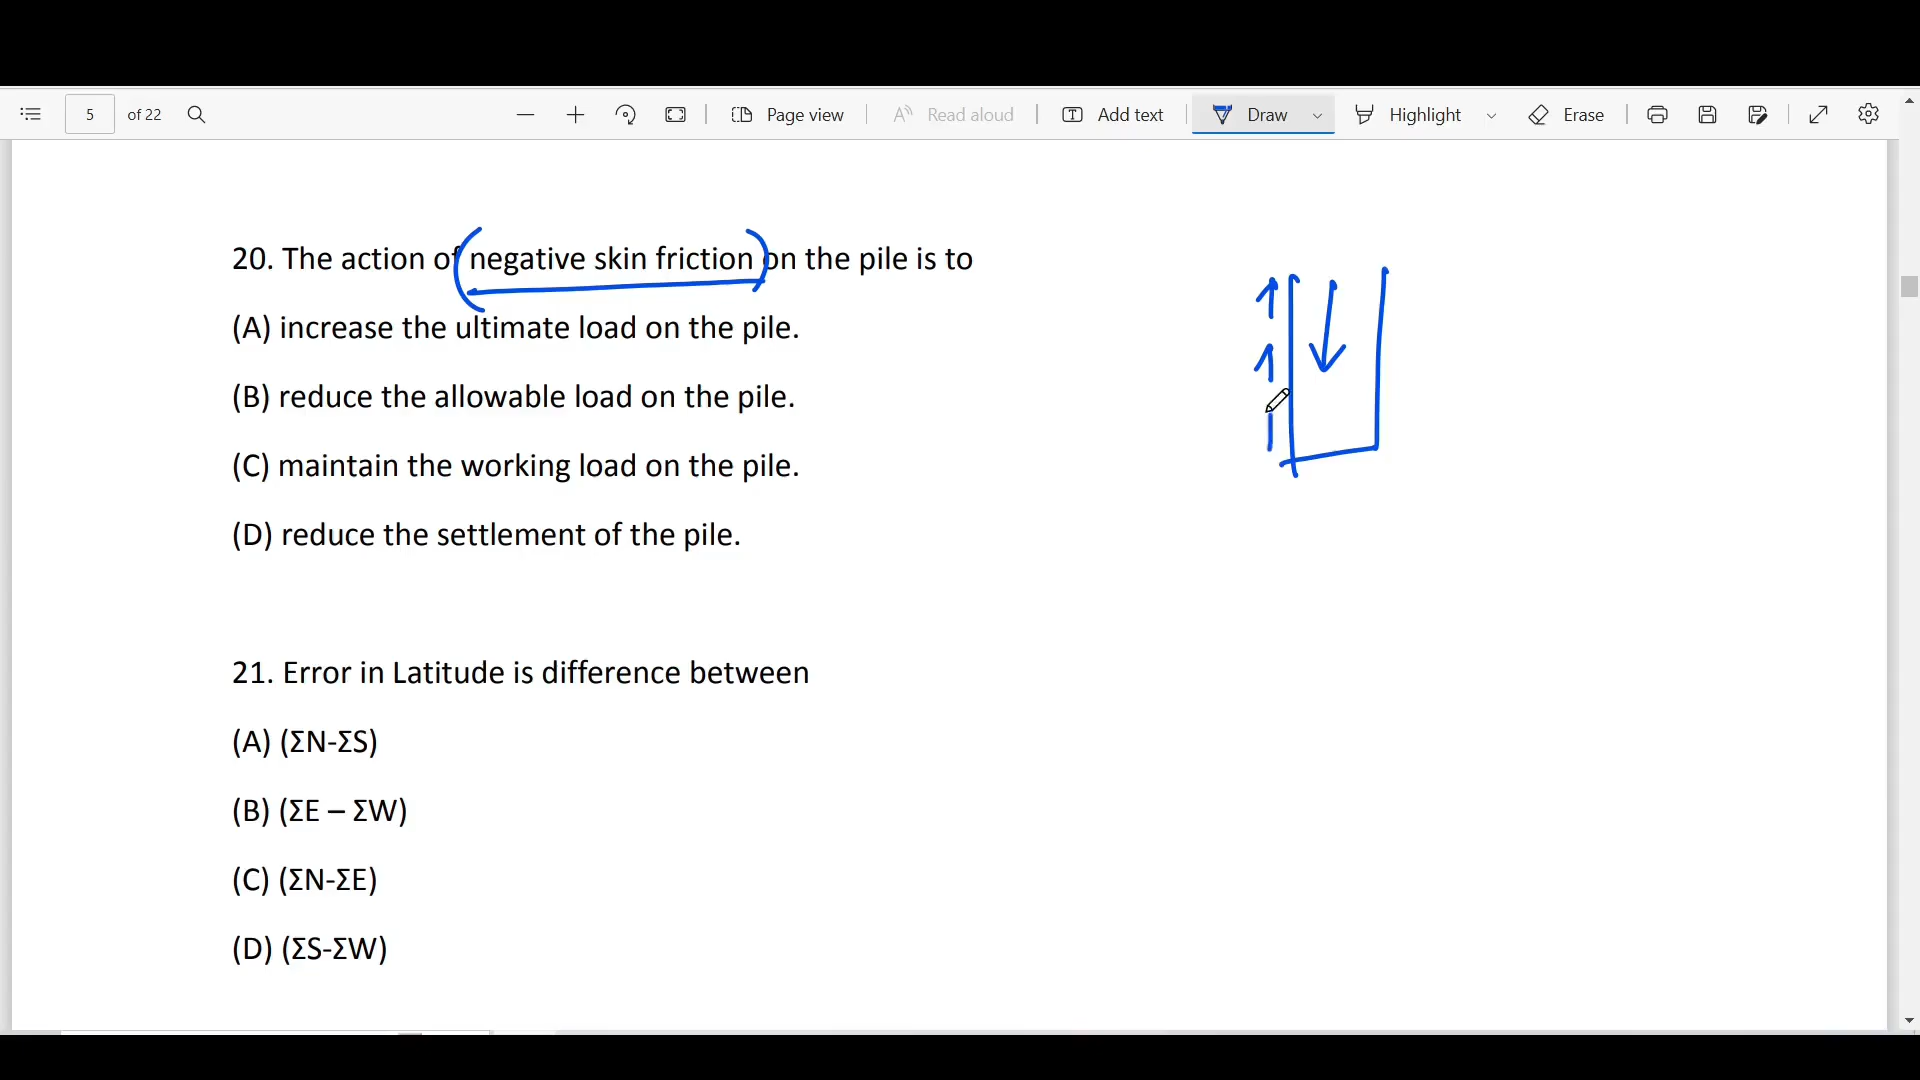 5 of 22 Page view Read aloud Add text Draw Highlight Erase
20. The action of negative skin friction on the pile is to
(A) increase the ultimate load on the pile.
(B) reduce the allowable load on the pile.
(C) maintain the working load on the pile.
(D) reduce the settlement of the pile.
21. Error in Latitude is difference between
(A) (ΣN-ΣS)
(B) (ΣE – ΣW)
(C) (ΣN-ΣE)
(D) (ΣS-ΣW)